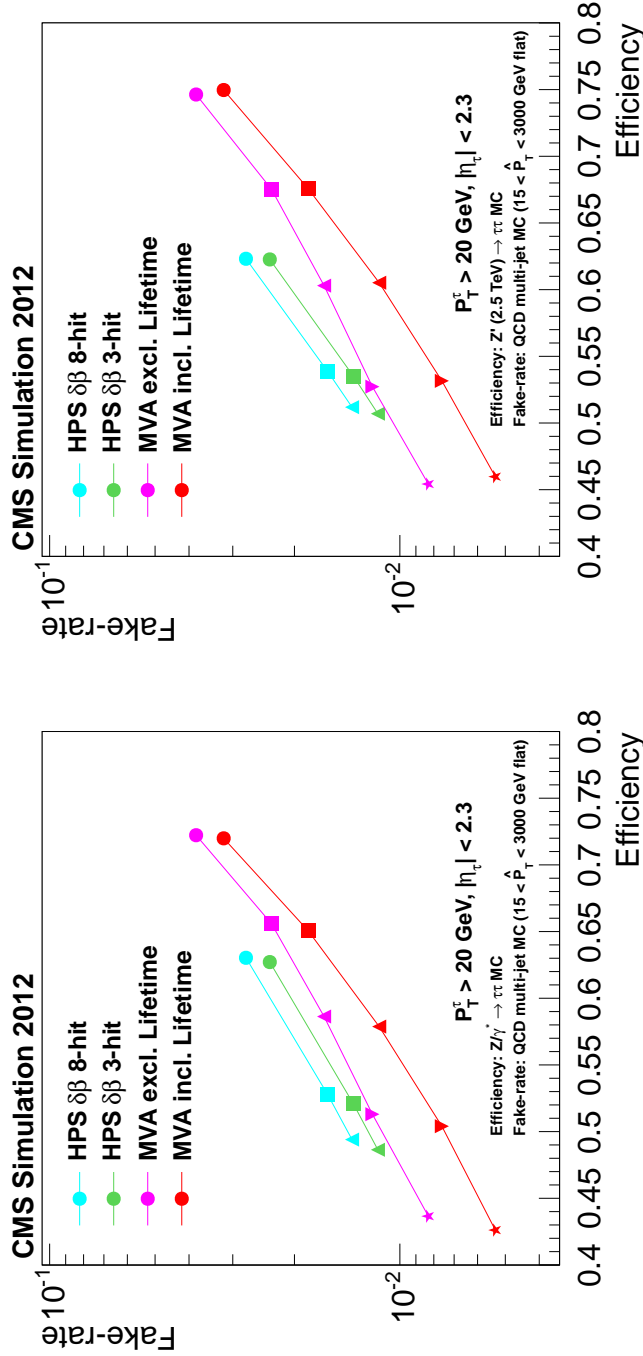 CMS Simulation 2012
Fake-rate
10⁻¹
10⁻²
HPS δβ 8-hit
HPS δβ 3-hit
MVA excl. Lifetime
MVA incl. Lifetime
P_T^τ > 20 GeV, |η_τ| < 2.3
Efficiency: Z/γ* → ττ MC
Fake-rate: QCD multi-jet MC (15 < P̂_T < 3000 GeV flat)
0.4 0.45 0.5 0.55 0.6 0.65 0.7 0.75 0.8
Efficiency
CMS Simulation 2012
Fake-rate
10⁻¹
10⁻²
HPS δβ 8-hit
HPS δβ 3-hit
MVA excl. Lifetime
MVA incl. Lifetime
P_T^τ > 20 GeV, |η_τ| < 2.3
Efficiency: Z' (2.5 TeV) → ττ MC
Fake-rate: QCD multi-jet MC (15 < P̂_T < 3000 GeV flat)
0.4 0.45 0.5 0.55 0.6 0.65 0.7 0.75 0.8
Efficiency